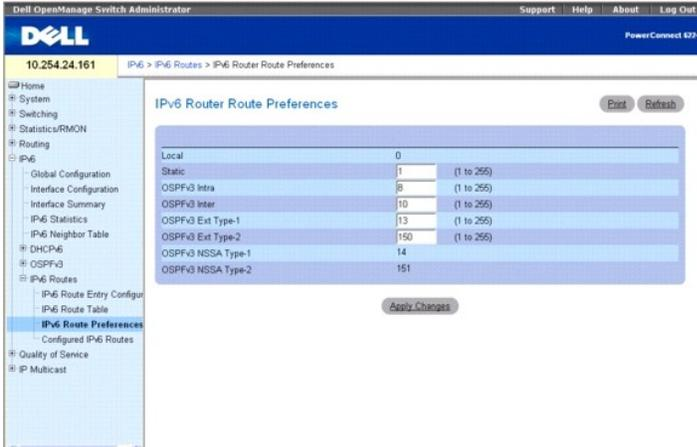 Dell OpenManage Switch Administrator
Support Help About Log Out
DELL
PowerConnect 622
10.254.24.161
IPv6 > IPv6 Routes > IPv6 Router Route Preferences
Home
System
Switching
Statistics/RMON
Routing
IPv6
Global Configuration
Interface Configuration
Interface Summary
IPv6 Statistics
IPv6 Neighbor Table
DHCPv6
OSPFv3
IPv6 Routes
IPv6 Route Entry Configur
IPv6 Route Table
IPv6 Route Preferences
Configured IPv6 Routes
Quality of Service
IP Multicast
IPv6 Router Route Preferences
Print Refresh
Local 0
Static 1 (1 to 255)
OSPFv3 Intra 8 (1 to 255)
OSPFv3 Inter 10 (1 to 255)
OSPFv3 Ext Type-1 13 (1 to 255)
OSPFv3 Ext Type-2 150 (1 to 255)
OSPFv3 NSSA Type-1 14
OSPFv3 NSSA Type-2 151
Apply Changes